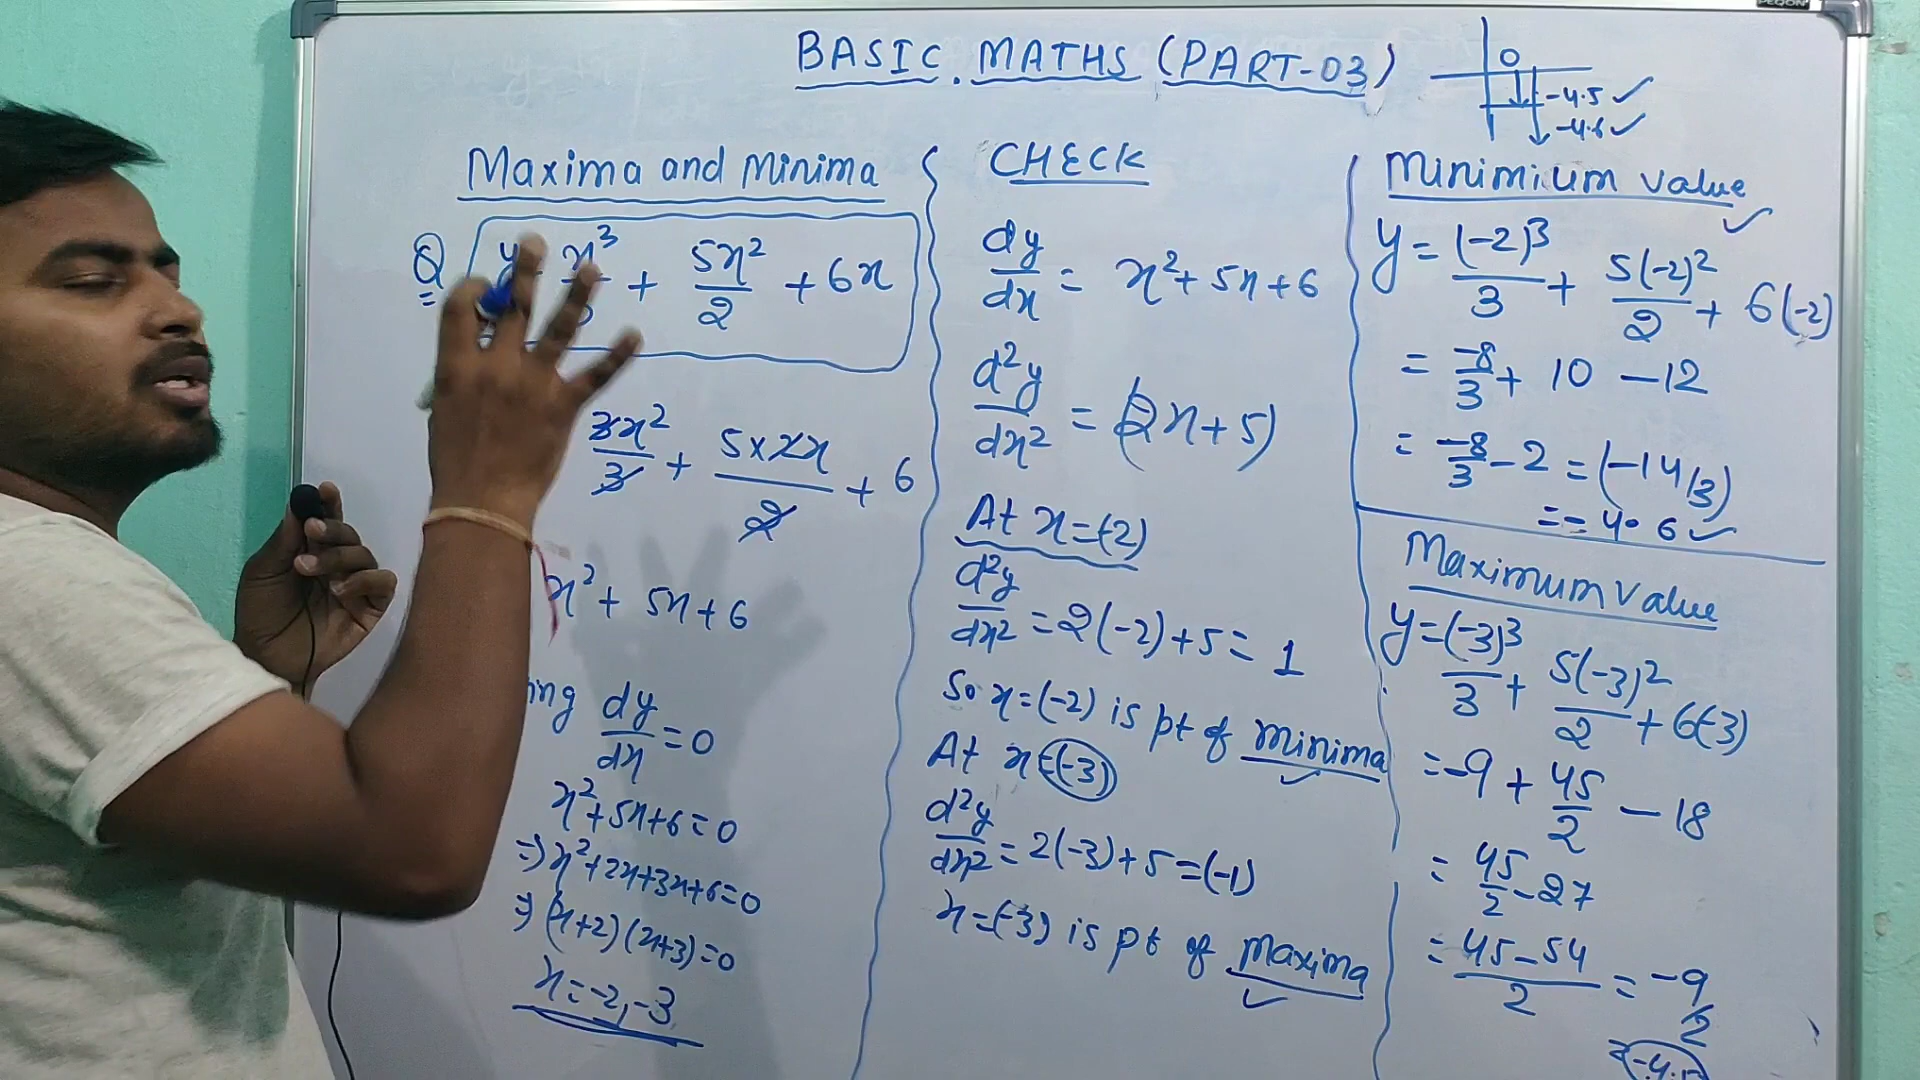 PEQON
BASIC MATHS (PART-03)
0
-4.5 ✓
-4.6 ✓
Maxima and Minima
Q y = x³ + 5x²/2 + 6x
3x²/3 + 5×2x/2 + 6
x² + 5x + 6
dy/dx = 0
x² + 5x + 6 = 0
⇒ x² + 2x + 3x + 6 = 0
⇒ (x+2)(x+3) = 0
x = -2, -3
CHECK
dy/dx = x² + 5x + 6
d²y/dx² = (2x + 5)
At x = (-2)
d²y/dx² = 2(-2) + 5 = 1
So x = (-2) is pt of minima
At x = (-3)
d²y/dx² = 2(-3) + 5 = (-1)
x = (-3) is pt of Maxima
Minimium value
y = (-2)³/3 + 5(-2)²/2 + 6(-2)
= -8/3 + 10 - 12
= -8/3 - 2 = (-14/3)
= -4.6 ✓
Maximum value
y = (-3)³/3 + 5(-3)²/2 + 6(-3)
= -9 + 45/2 - 18
= 45/2 - 27
= 45-54/2 = -9/2